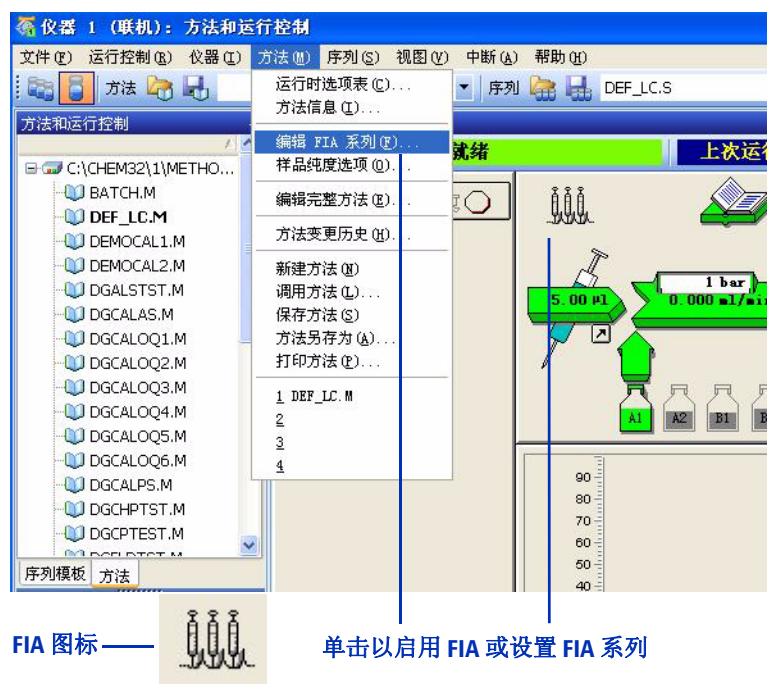 仪器 1 (联机): 方法和运行控制
文件(F) 运行控制(R) 仪器(I) 方法(M) 序列(S) 视图(V) 中断(A) 帮助(H)
方法 序列 DEF_LC.S
方法和运行控制
C:\CHEM32\1\METHO...
BATCH.M
DEF_LC.M
DEMOCAL1.M
DEMOCAL2.M
DGALSTST.M
DGCALAS.M
DGCALOQ1.M
DGCALOQ2.M
DGCALOQ3.M
DGCALOQ4.M
DGCALOQ5.M
DGCALOQ6.M
DGCALPS.M
DGCHPTST.M
DGCPTEST.M
序列模板 方法
运行时选项表(C)...
方法信息(I)...
编辑 FIA 系列(F)...
样品纯度选项(O)...
编辑完整方法(E)...
方法变更历史(H)...
新建方法(N)
调用方法(L)...
保存方法(S)
方法另存为(A)...
打印方法(P)...
1 DEF_LC.M
2
3
4
就绪
上次运行
5.00 µl
1 bar
0.000 ml/min
A1 A2 B1
90
80
70
60
50
40
FIA 图标
单击以启用 FIA 或设置 FIA 系列